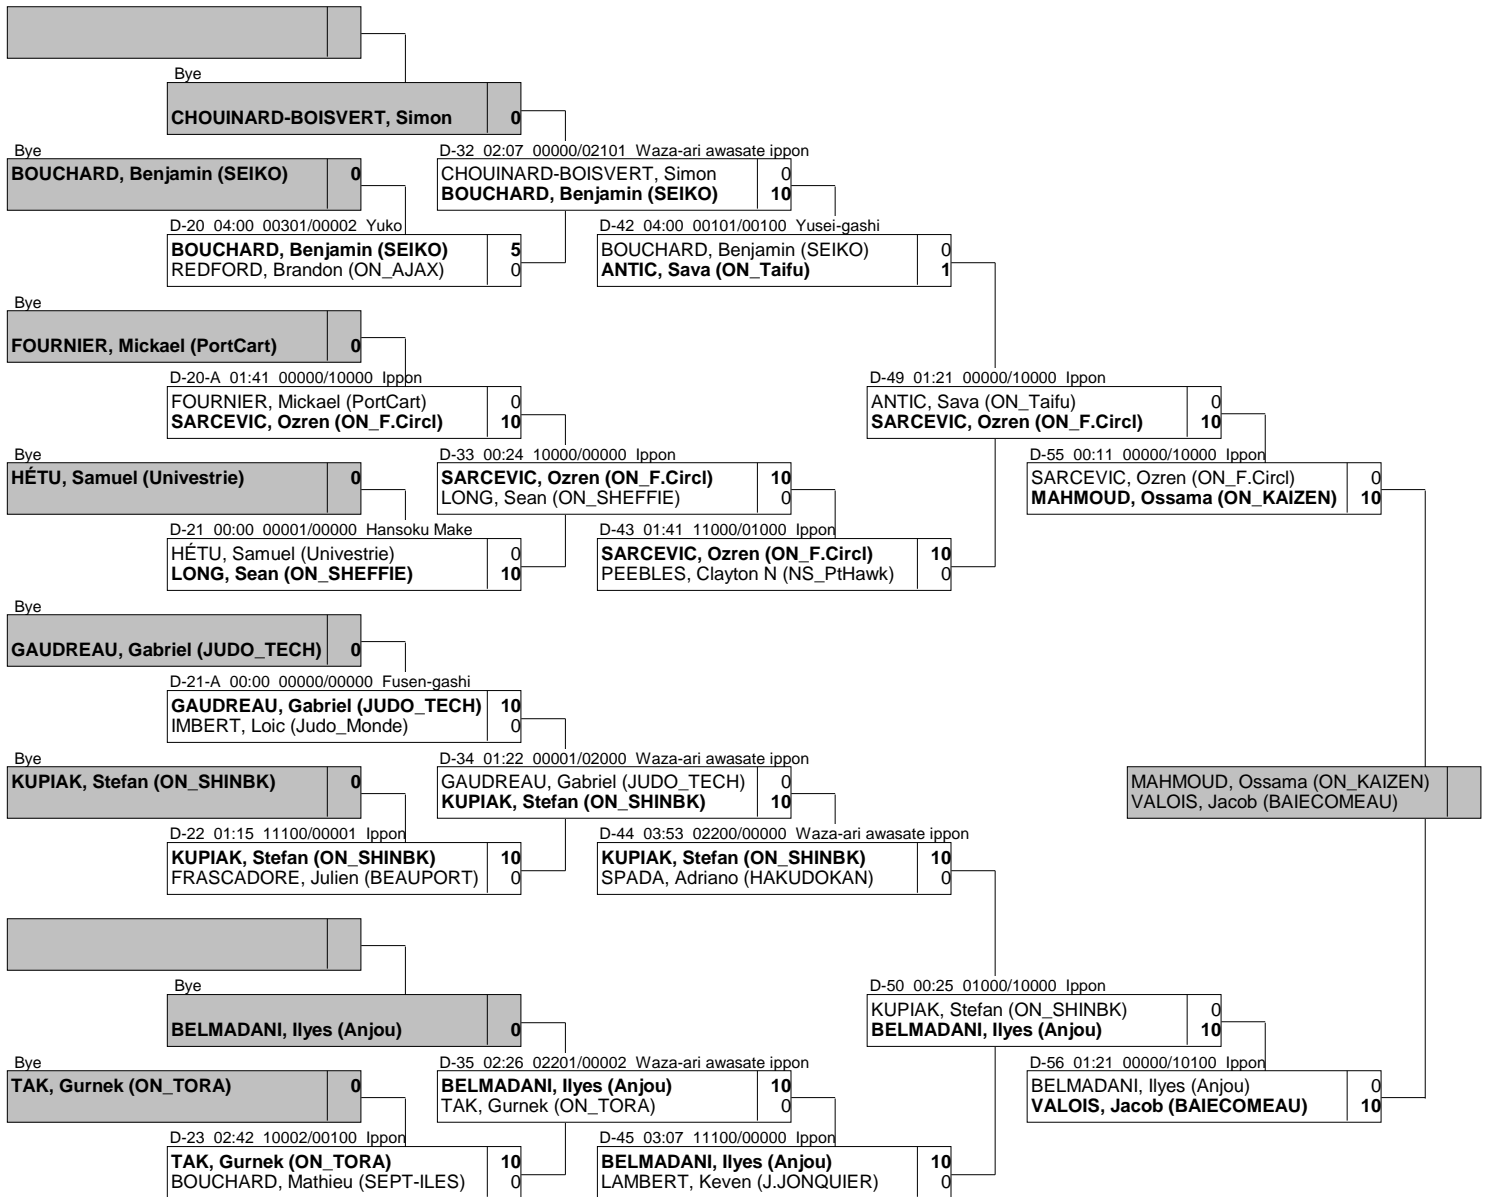 Bye
CHOUINARD-BOISVERT, Simon 0
Bye
BOUCHARD, Benjamin (SEIKO) 0
D-32 02:07 00000/02101 Waza-ari awasate ippon
CHOUINARD-BOISVERT, Simon 0
BOUCHARD, Benjamin (SEIKO) 10
D-20 04:00 00301/00002 Yuko
BOUCHARD, Benjamin (SEIKO) 5
REDFORD, Brandon (ON_AJAX) 0
D-42 04:00 00101/00100 Yusei-gashi
BOUCHARD, Benjamin (SEIKO) 0
ANTIC, Sava (ON_Taifu) 1
Bye
FOURNIER, Mickael (PortCart) 0
D-20-A 01:41 00000/10000 Ippon
FOURNIER, Mickael (PortCart) 0
SARCEVIC, Ozren (ON_F.Circl) 10
D-49 01:21 00000/10000 Ippon
ANTIC, Sava (ON_Taifu) 0
SARCEVIC, Ozren (ON_F.Circl) 10
Bye
HÉTU, Samuel (Univestrie) 0
D-33 00:24 10000/00000 Ippon
SARCEVIC, Ozren (ON_F.Circl) 10
LONG, Sean (ON_SHEFFIE) 0
D-55 00:11 00000/10000 Ippon
SARCEVIC, Ozren (ON_F.Circl) 0
MAHMOUD, Ossama (ON_KAIZEN) 10
D-21 00:00 00001/00000 Hansoku Make
HÉTU, Samuel (Univestrie) 0
LONG, Sean (ON_SHEFFIE) 10
D-43 01:41 11000/01000 Ippon
SARCEVIC, Ozren (ON_F.Circl) 10
PEEBLES, Clayton N (NS_PtHawk) 0
Bye
GAUDREAU, Gabriel (JUDO_TECH) 0
D-21-A 00:00 00000/00000 Fusen-gashi
GAUDREAU, Gabriel (JUDO_TECH) 10
IMBERT, Loic (Judo_Monde) 0
Bye
KUPIAK, Stefan (ON_SHINBK) 0
D-34 01:22 00001/02000 Waza-ari awasate ippon
GAUDREAU, Gabriel (JUDO_TECH) 0
KUPIAK, Stefan (ON_SHINBK) 10
MAHMOUD, Ossama (ON_KAIZEN)
VALOIS, Jacob (BAIECOMEAU)
D-22 01:15 11100/00001 Ippon
KUPIAK, Stefan (ON_SHINBK) 10
FRASCADORE, Julien (BEAUPORT) 0
D-44 03:53 02200/00000 Waza-ari awasate ippon
KUPIAK, Stefan (ON_SHINBK) 10
SPADA, Adriano (HAKUDOKAN) 0
Bye
BELMADANI, Ilyes (Anjou) 0
D-50 00:25 01000/10000 Ippon
KUPIAK, Stefan (ON_SHINBK) 0
BELMADANI, Ilyes (Anjou) 10
Bye
TAK, Gurnek (ON_TORA) 0
D-35 02:26 02201/00002 Waza-ari awasate ippon
BELMADANI, Ilyes (Anjou) 10
TAK, Gurnek (ON_TORA) 0
D-56 01:21 00000/10100 Ippon
BELMADANI, Ilyes (Anjou) 0
VALOIS, Jacob (BAIECOMEAU) 10
D-23 02:42 10002/00100 Ippon
TAK, Gurnek (ON_TORA) 10
BOUCHARD, Mathieu (SEPT-ILES) 0
D-45 03:07 11100/00000 Ippon
BELMADANI, Ilyes (Anjou) 10
LAMBERT, Keven (J.JONQUIER) 0